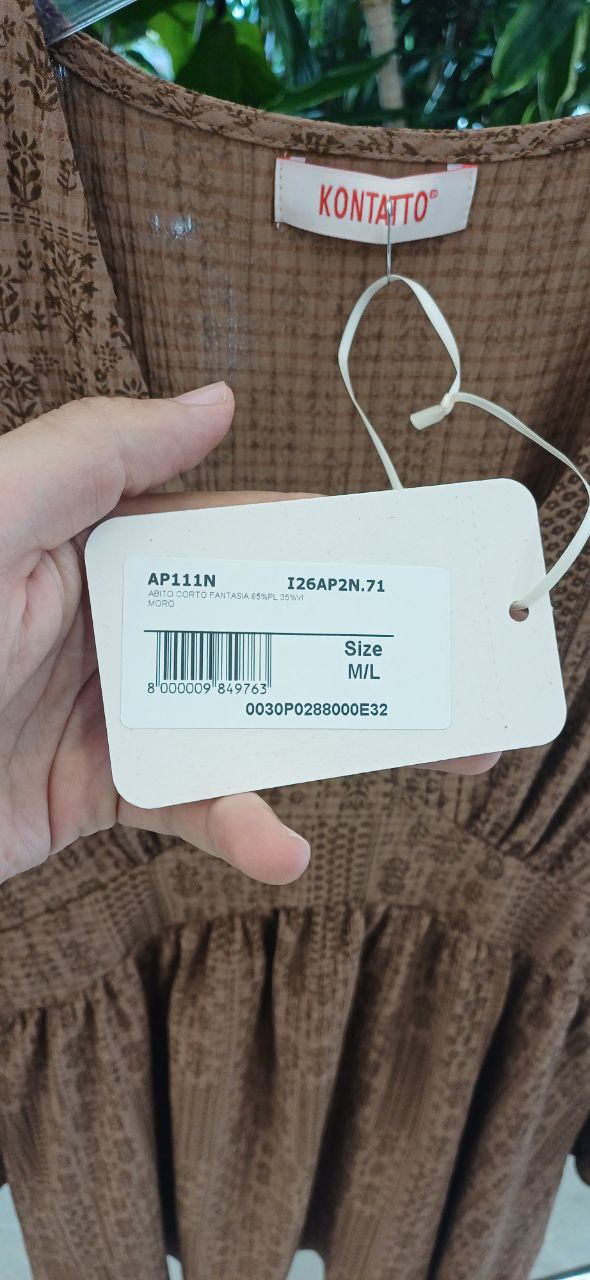 KONTATTO®
AP111N I26AP2N.71
ABITO CORTO FANTASIA 65%PL 35%VI
MORO
Size
M/L
8 000009 849763
0030P0288000E32